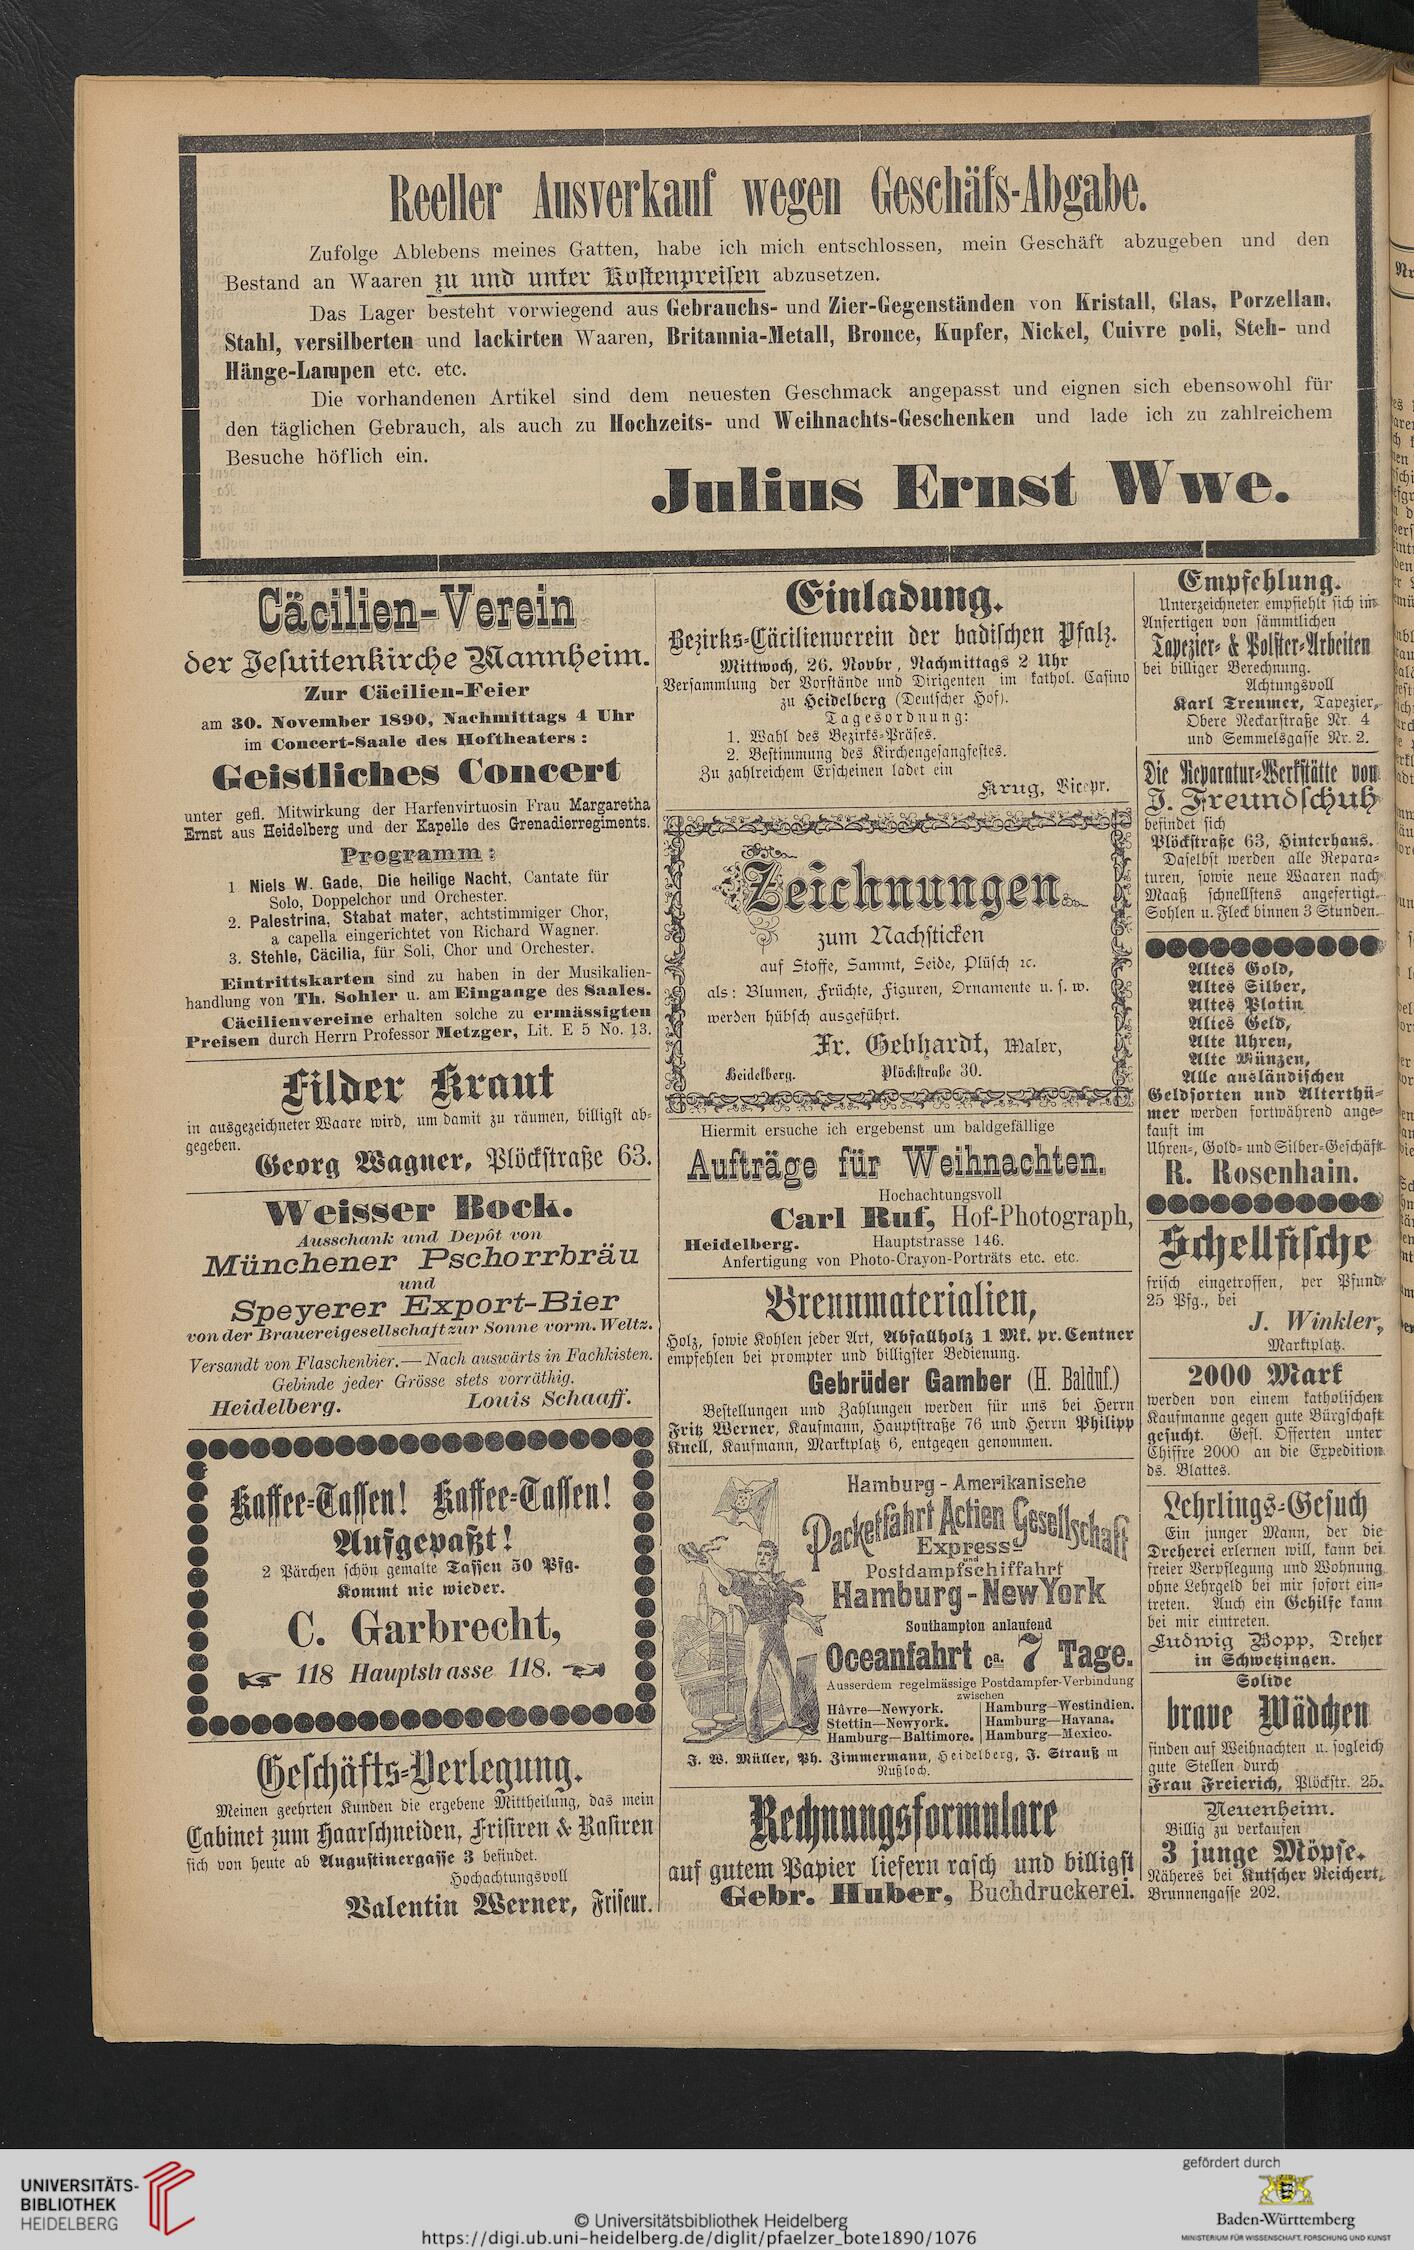 Reeller Ausverkauf wegen Geschäfs-Abgabe.
Zufolge Ablebens meines Gatten, habe ich mich entschlossen, mein Geschäft abzugeben und den
Bestand an Waaren zu und unter Kostenpreisen abzusetzen.
Das Lager besteht vorwiegend aus Gebrauchs- und Zier-Gegenständen von Kristall, Glas, Porzellan,
Stahl, versilberten und lackirten Waaren, Britannia-Metall, Bronce, Kupfer, Nickel, Cuivre poli, Steh- und
Hänge-Lampen etc. etc.
Die vorhandenen Artikel sind dem neuesten Geschmack angepasst und eignen sich ebensowohl für
den täglichen Gebrauch, als auch zu Hochzeits- und Weihnachts-Geschenken und lade ich zu zahlreichem
Besuche höflich ein.
Julius Ernst Wwe.
Cäcilien-Verein
der Jesuitenkirche Mannheim.
Zur Cäcilien-Feier
am 30. November 1890, Nachmittags 4 Uhr
im Concert-Saale des Hoftheaters:
Geistliches Concert
unter gefl. Mitwirkung der Harfenvirtuosin Frau Margaretha
Ernst aus Heidelberg und der Kapelle des Grenadierregiments.
Programm:
1 Niels W. Gade, Die heilige Nacht, Cantate für
Solo, Doppelchor und Orchester.
2. Palestrina, Stabat mater, achtstimmiger Chor,
a capella eingerichtet von Richard Wagner.
3. Stehle, Cäcilia, für Soli, Chor und Orchester.
Eintrittskarten sind zu haben in der Musikalien-
handlung von Th. Sohler u. am Eingange des Saales.
Cäcilienvereine erhalten solche zu ermässigten
Preisen durch Herrn Professor Metzger, Lit. E 5 No. 13.
Filder Kraut
in ausgezeichneter Waare wird, um damit zu räumen, billigst ab-
gegeben.
Georg Wagner, Plöckstraße 63.
Weisser Bock.
Ausschank und Depôt von
Münchener Pschorrbräu
und
Speyerer Export-Bier
von der Brauereigesellschaft zur Sonne vorm. Weltz.
Versandt von Flaschenbier. — Nach auswärts in Fachkisten.
Gebinde jeder Grösse stets vorräthig.
Heidelberg. Louis Schaaff.
Kaffee-Tassen! Kaffee-Tassen!
Aufgepaßt!
2 Pärchen schön gemalte Tassen 50 Pfg.
Kommt nie wieder.
C. Garbrecht,
118 Hauptstrasse 118.
Geschäfts-Verlegung.
Meinen geehrten Kunden die ergebene Mittheilung, das mein
Cabinet zum Haarschneiden, Frisiren & Rasiren
sich von heute ab Augustinergasse 3 befindet.
Hochachtungsvoll
Valentin Werner, Friseur.
Einladung.
Bezirks-Cäcilienverein der badischen Pfalz.
Mittwoch, 26. Novbr, Nachmittags 2 Uhr
Versammlung der Vorstände und Dirigenten im kathol. Casino
zu Heidelberg (Deutscher Hof).
Tagesordnung:
1. Wahl des Bezirks-Präses.
2. Bestimmung des Kirchengesangfestes.
Zu zahlreichem Erscheinen ladet ein
Krug, Vicepr.
Zeichnungen
zum Nachsticken
auf Stoffe, Sammt, Seide, Plüsch ꝛc.
als: Blumen, Früchte, Figuren, Ornamente u. s. w.
werden hübsch ausgeführt.
Fr. Gebhardt, Maler,
Heidelberg. Plöckstraße 30.
Hiermit ersuche ich ergebenst um baldgefällige
Aufträge für Weihnachten.
Hochachtungsvoll
Carl Ruf, Hof-Photograph,
Heidelberg. Hauptstrasse 146.
Anfertigung von Photo-Crayon-Porträts etc. etc.
Brennmaterialien,
Holz, sowie Kohlen jeder Art, Abfallholz 1 Mk. pr. Centner
empfehlen bei prompter und billigster Bedienung.
Gebrüder Gamber (H. Balduf.)
Bestellungen und Zahlungen werden für uns bei Herrn
Fritz Werner, Kaufmann, Hauptstraße 76 und Herrn Philipp
Knell, Kaufmann, Marktplatz 6, entgegen genommen.
Hamburg-Amerikanische
Packetfahrt Actien Gesellschaft
Express-
und
Postdampfschiffahrt
Hamburg-NewYork
Southampton anlaufend
Oceanfahrt ca. 7 Tage.
Ausserdem regelmässige Postdampfer-Verbindung
zwischen
Hâvre—Newyork. Hamburg—Westindien.
Stettin—Newyork. Hamburg—Havana.
Hamburg—Baltimore. Hamburg—Mexico.
J. W. Müller, Ph. Zimmermann, Heidelberg, J. Strauß in
Nußloch.
Rechnungsformulare
auf gutem Papier liefern rasch und billigst
Gebr. Huber, Buchdruckerei.
Empfehlung.
Unterzeichneter empfiehlt sich im
Anfertigen von sämmtlichen
Tapezier- & Polster-Arbeiten
bei billiger Berechnung.
Achtungsvoll
Karl Treumer, Tapezier,
Obere Neckarstraße Nr. 4
und Semmelsgasse Nr. 2.
Die Reparatur-Werkstätte von
J. Freundschuh
befindet sich
Plöckstraße 63, Hinterhaus.
Daselbst werden alle Repara-
turen, sowie neue Waaren nach
Maaß schnellstens angefertigt.
Sohlen u. Fleck binnen 3 Stunden.
Altes Gold,
Altes Silber,
Altes Platin
Altes Geld,
Alte Uhren,
Alte Münzen,
Alle ausländischen
Geldsorten und Alterthü-
mer werden fortwährend ange-
kauft im
Uhren-, Gold- und Silber-Geschäft
R. Rosenhain.
Schellfische
frisch eingetroffen, per Pfund
25 Pfg., bei
J. Winkler,
Marktplatz.
2000 Mark
werden von einem katholischen
Kaufmanne gegen gute Bürgschaft
gesucht. Gefl. Offerten unter
Chiffre 2000 an die Expedition
ds. Blattes.
Lehrlings-Gesuch
Ein junger Mann, der die
Dreherei erlernen will, kann bei
freier Verpflegung und Wohnung
ohne Lehrgeld bei mir sofort ein-
treten. Auch ein Gehilfe kann
bei mir eintreten.
Ludwig Bopp, Dreher
in Schwetzingen.
Solide
brave Mädchen
finden auf Weihnachten u. sogleich
gute Stellen durch
Frau Freierich, Plöckstr. 25.
Neuenheim.
Billig zu verkaufen
3 junge Möpse.
Näheres bei Kutscher Reichert,
Brunnengasse 202.
UNIVERSITÄTS-
BIBLIOTHEK
HEIDELBERG
© Universitätsbibliothek Heidelberg
https://digi.ub.uni-heidelberg.de/diglit/pfaelzer_bote1890/1076
gefördert durch
Baden-Württemberg
MINISTERIUM FÜR WISSENSCHAFT, FORSCHUNG UND KUNST